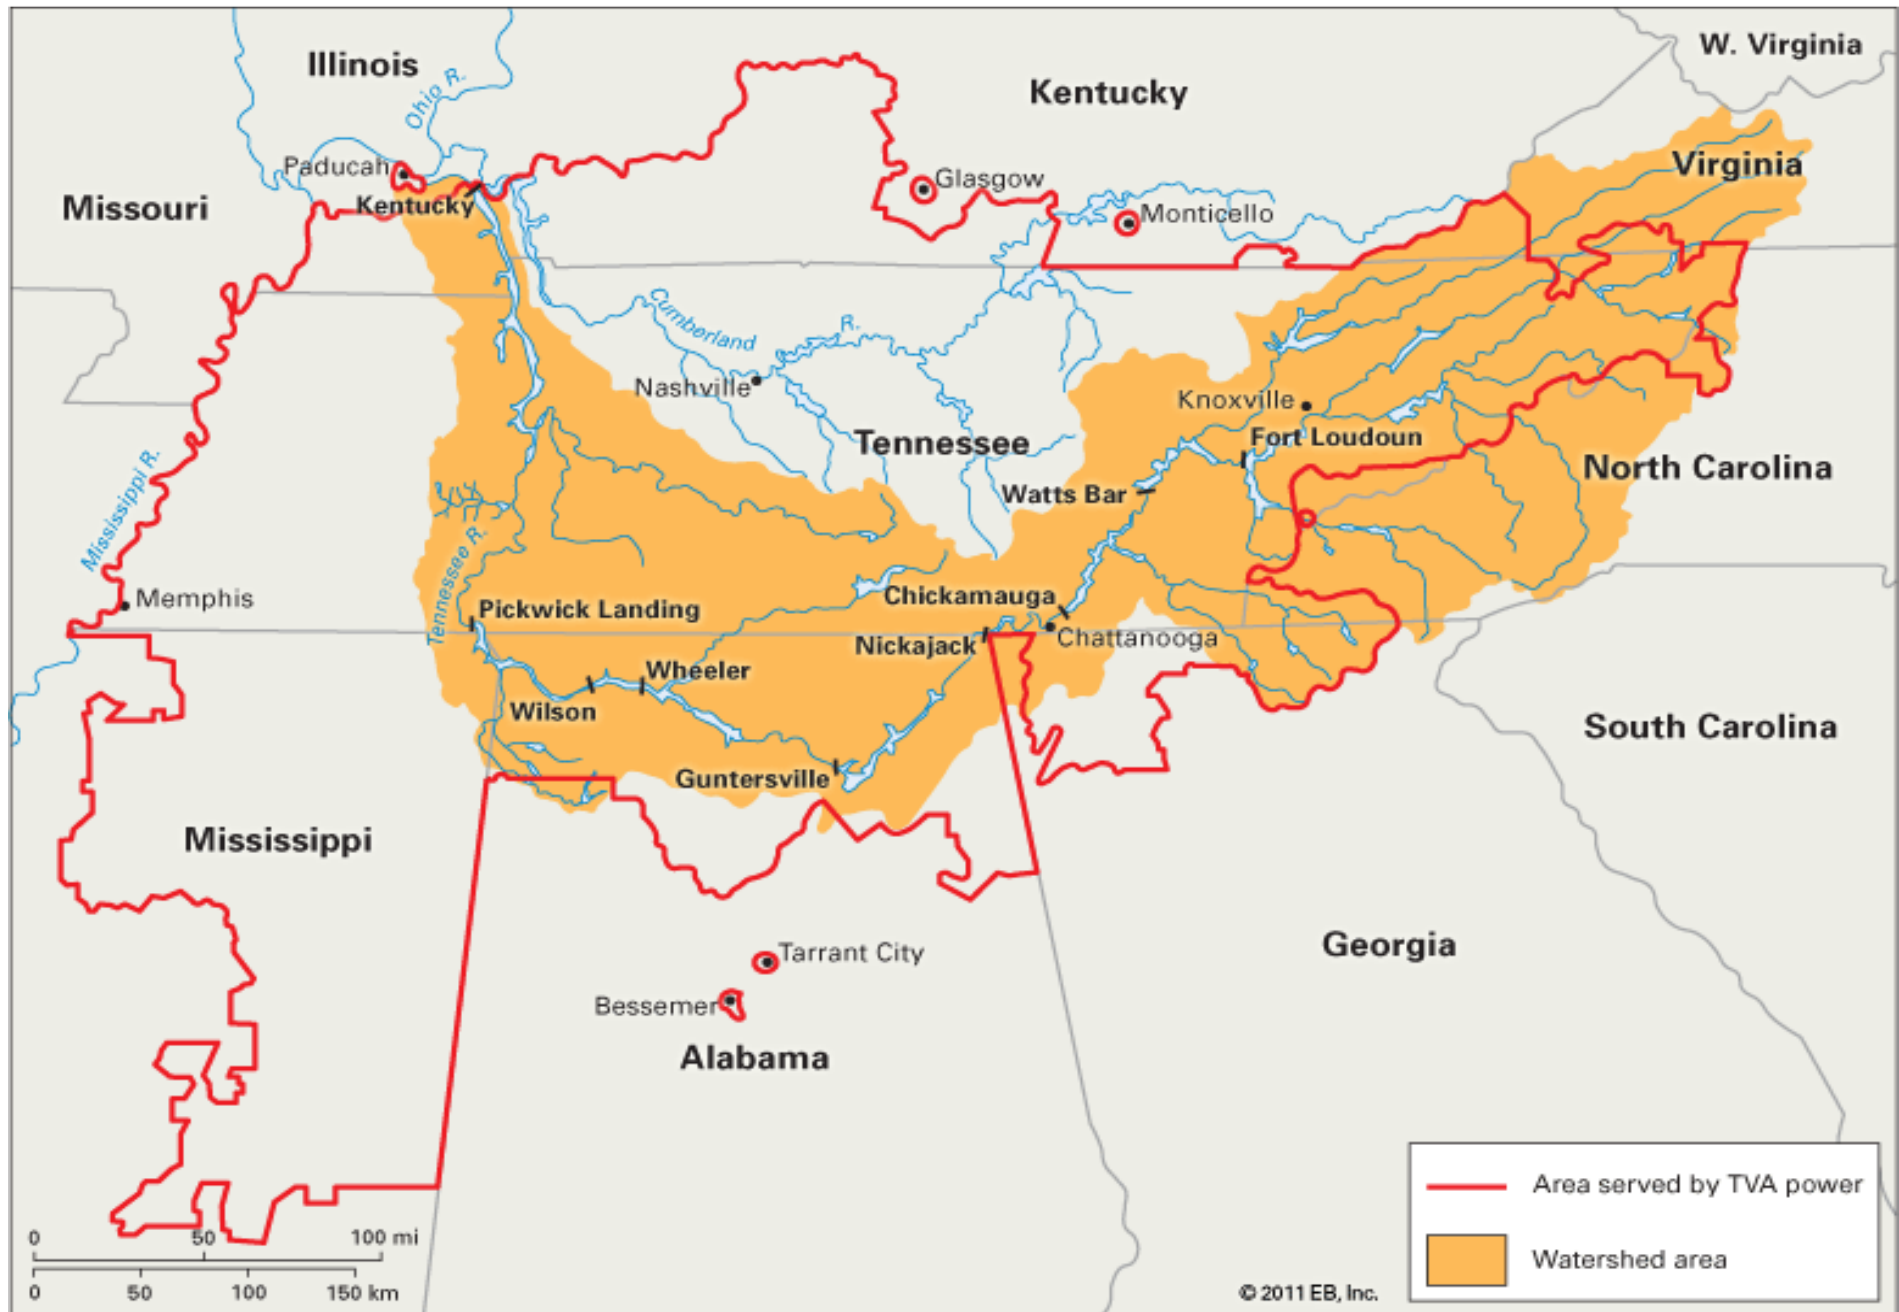 W. Virginia
Illinois
Kentucky
Ohio R.
Virginia
Paducah
Glasgow
Kentucky
Missouri
Monticello
Cumberland R.
Nashville
Knoxville
Tennessee
Fort Loudoun
North Carolina
Watts Bar
Mississippi R.
Tennessee R.
Memphis
Pickwick Landing
Chickamauga
Chattanooga
Nickajack
Wheeler
Wilson
South Carolina
Guntersville
Mississippi
Georgia
Tarrant City
Bessemer
Alabama
Area served by TVA power
Watershed area
0 50 100 mi
0 50 100 150 km
© 2011 EB, Inc.